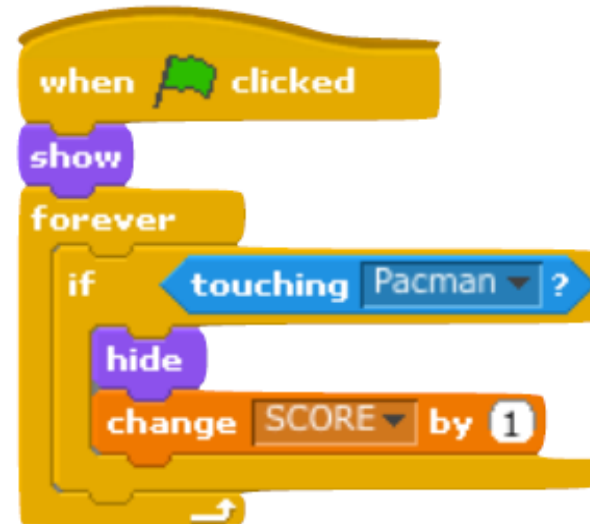 when clicked
show
forever
if touching Pacman ?
hide
change SCORE by 1